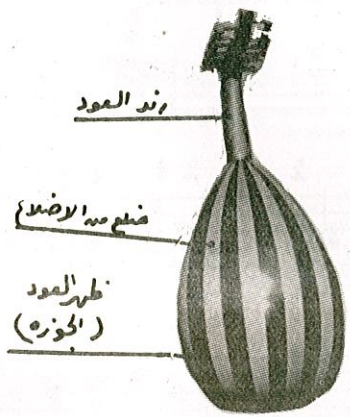 زند العود
ضلع من الاضلاع
ظهر العود
(الجوزه)